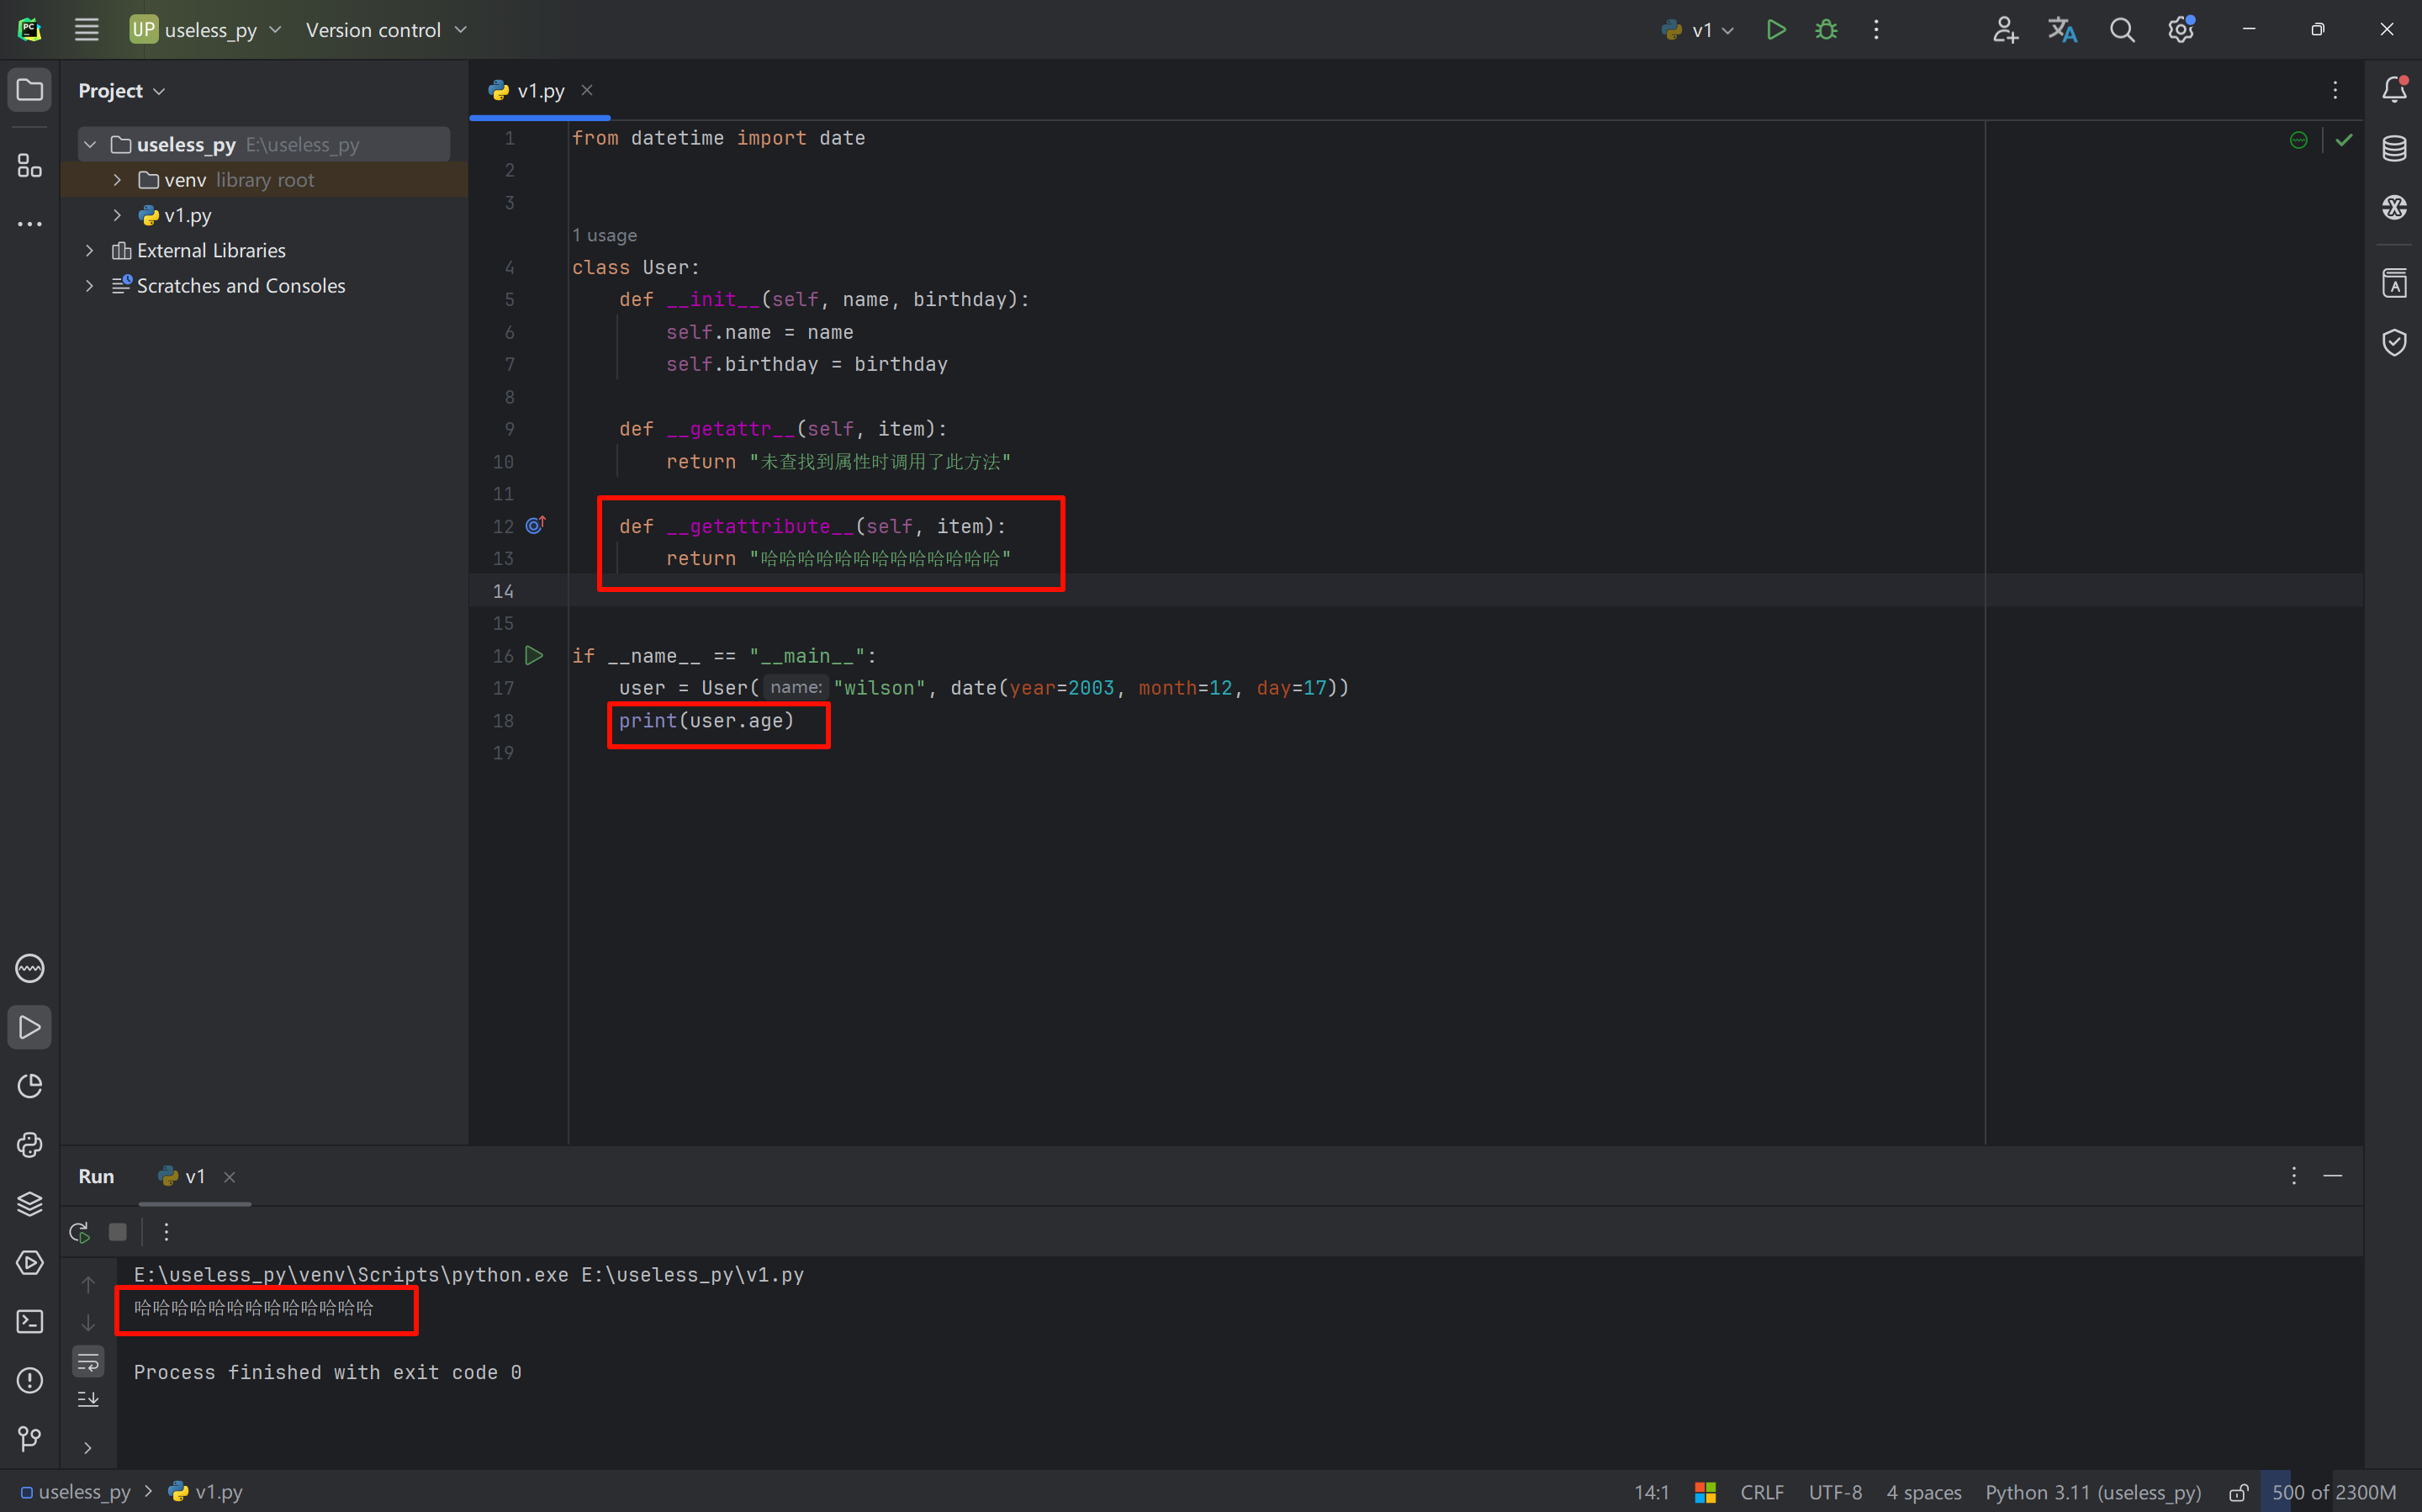 UP useless_py Version control v1
Project
v1.py
useless_py E:\useless_py
venv library root
v1.py
External Libraries
Scratches and Consoles
1 from datetime import date
2
3
1 usage
4 class User:
5 def __init__(self, name, birthday):
6 self.name = name
7 self.birthday = birthday
8
9 def __getattr__(self, item):
10 return "未查找到属性时调用了此方法"
11
12 def __getattribute__(self, item):
13 return "哈哈哈哈哈哈哈哈哈哈哈哈哈"
14
15
16 if __name__ == "__main__":
17 user = User( name: "wilson", date(year=2003, month=12, day=17))
18 print(user.age)
19
Run v1
E:\useless_py\venv\Scripts\python.exe E:\useless_py\v1.py
哈哈哈哈哈哈哈哈哈哈哈哈哈
Process finished with exit code 0
useless_py v1.py 14:1 CRLF UTF-8 4 spaces Python 3.11 (useless_py) 500 of 2300M